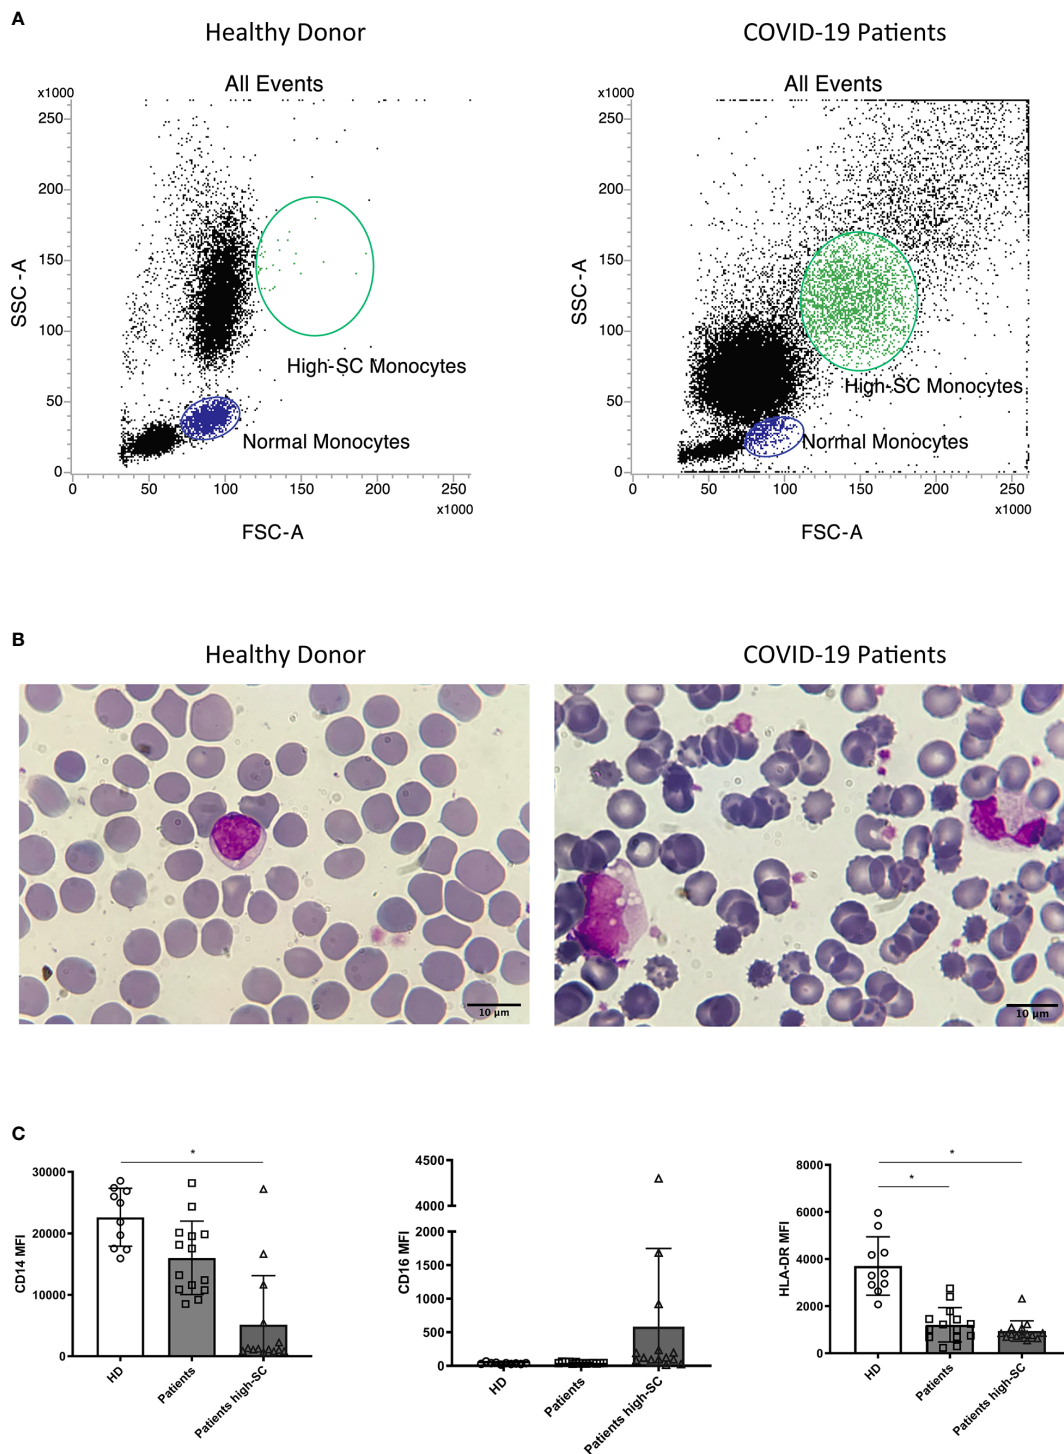 A
Healthy Donor
COVID-19 Patients
All Events
x1000
250
200
150
100
50
0
SSC -A
High-SC Monocytes
Normal Monocytes
0 50 100 150 200 250
x1000
FSC-A
All Events
x1000
250
200
150
100
50
0
SSC -A
High-SC Monocytes
Normal Monocytes
0 50 100 150 200 250
x1000
FSC-A
B
Healthy Donor
COVID-19 Patients
10 µm
10 µm
C
*
30000
20000
10000
0
CD14 MFI
HD
Patients
Patients high-SC
4500
4000
2000
1500
1000
500
0
CD16 MFI
HD
Patients
Patients high-SC
*
*
8000
6000
4000
2000
0
HLA-DR MFI
HD
Patients
Patients high-SC